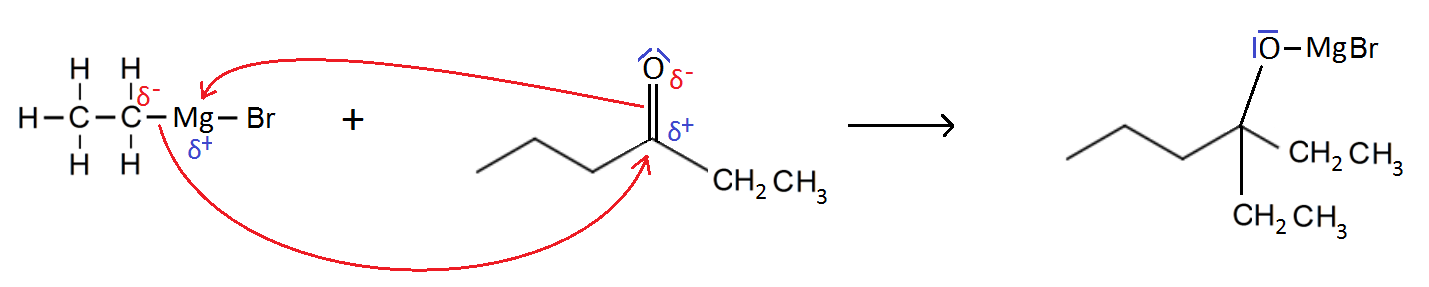 H H
δ-
H C C Mg Br
δ+
H H
+
O δ-
δ+
CH2CH3
O MgBr
CH2CH3
CH2CH3